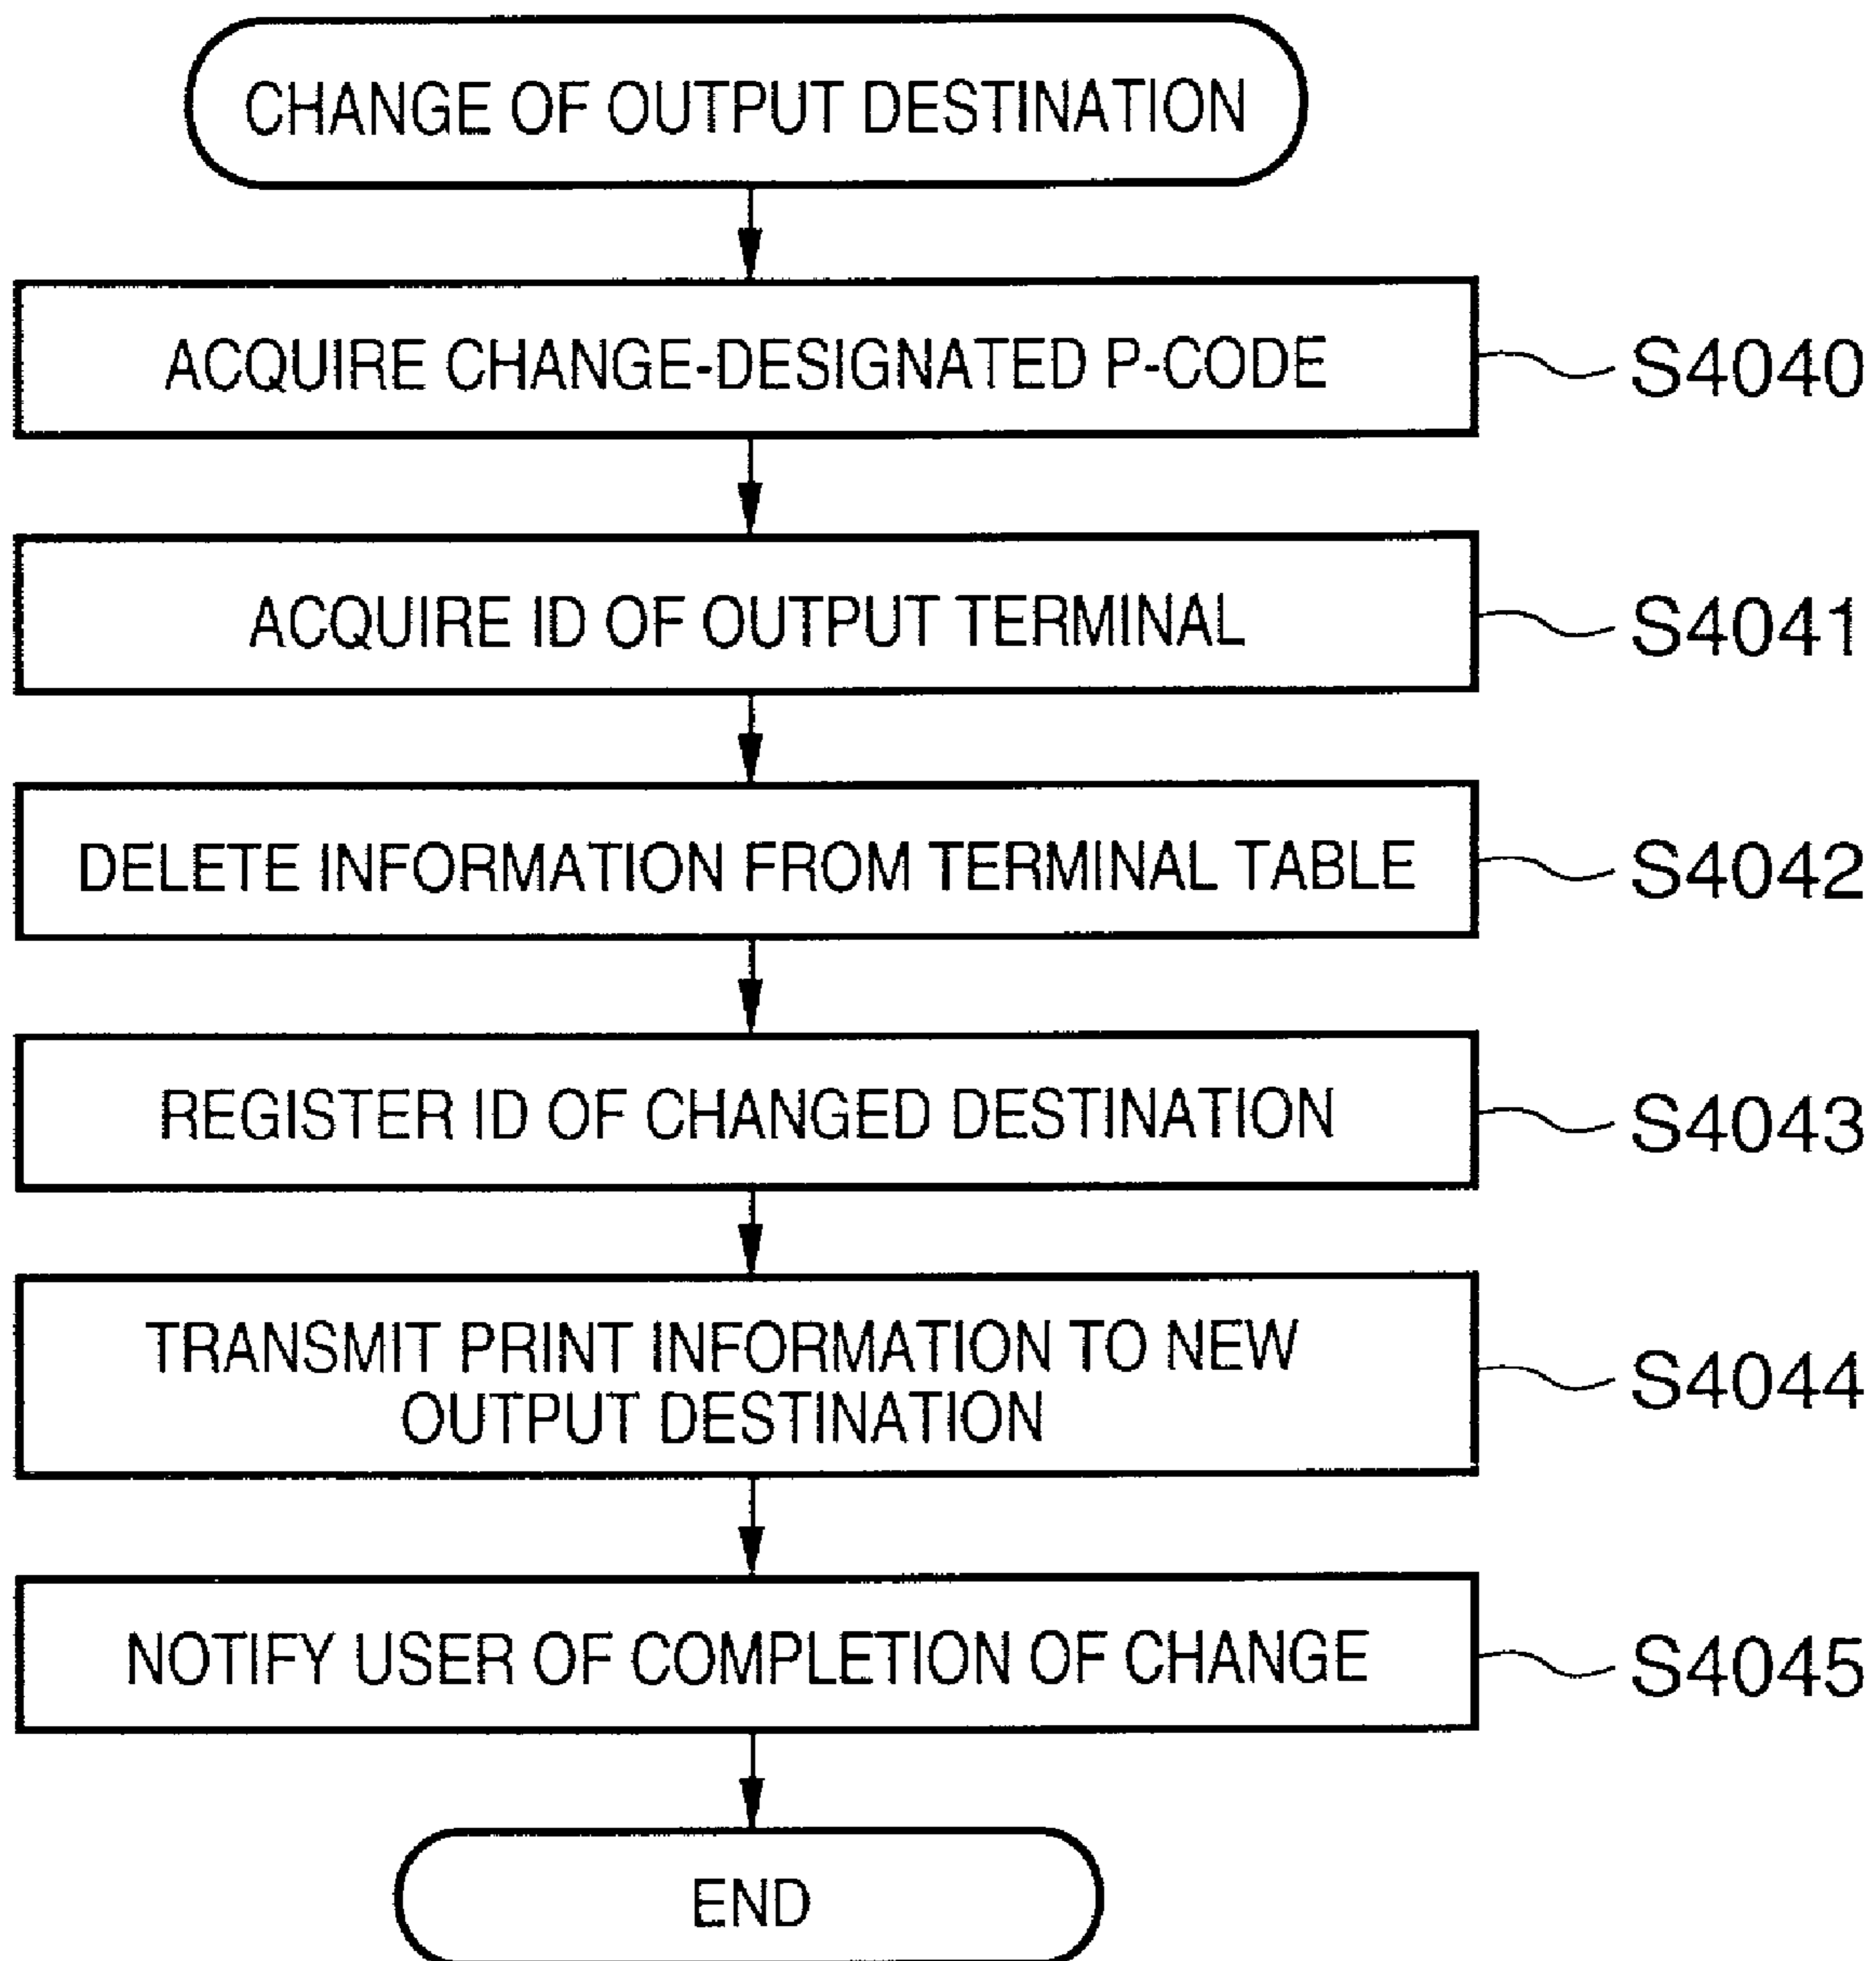 CHANGE OF OUTPUT DESTINATION
ACQUIRE CHANGE-DESIGNATED P-CODE
S4040
ACQUIRE ID OF OUTPUT TERMINAL
S4041
DELETE INFORMATION FROM TERMINAL TABLE
S4042
REGISTER ID OF CHANGED DESTINATION
S4043
TRANSMIT PRINT INFORMATION TO NEW
OUTPUT DESTINATION
S4044
NOTIFY USER OF COMPLETION OF CHANGE
S4045
END